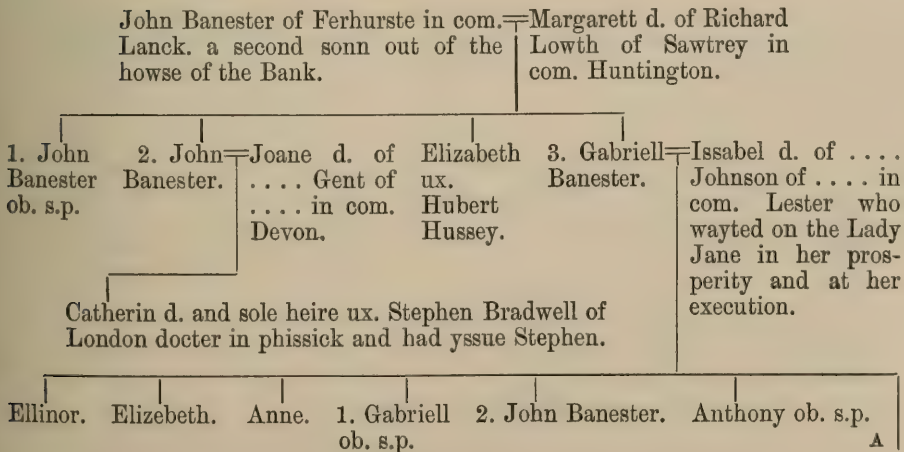 John Banester of Ferhurste in com.
Lanck. a second sonn out of the
howse of the Bank.
Margarett d. of Richard
Lowth of Sawtrey in
com. Huntington.
1. John
Banester
ob. s.p.
2. John
Banester.
Joane d. of
. . . . Gent of
. . . . in com.
Devon.
Elizabeth
ux.
Hubert
Hussey.
3. Gabriell
Banester.
Issabel d. of . . . .
Johnson of . . . . in
com. Lester who
wayted on the Lady
Jane in her pros-
perity and at her
execution.
Catherin d. and sole heire ux. Stephen Bradwell of
London docter in phissick and had yssue Stephen.
Ellinor.
Elizebeth.
Anne.
1. Gabriell
ob. s.p.
2. John Banester.
Anthony ob. s.p.
A